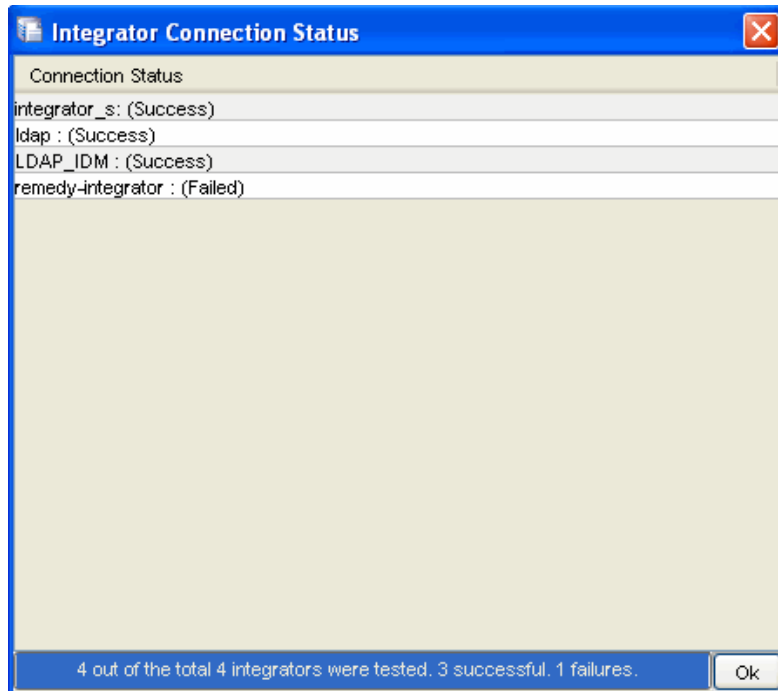 Integrator Connection Status
Connection Status
integrator_s: (Success)
ldap : (Success)
LDAP_IDM : (Success)
remedy-integrator : (Failed)
4 out of the total 4 integrators were tested. 3 successful. 1 failures.
Ok